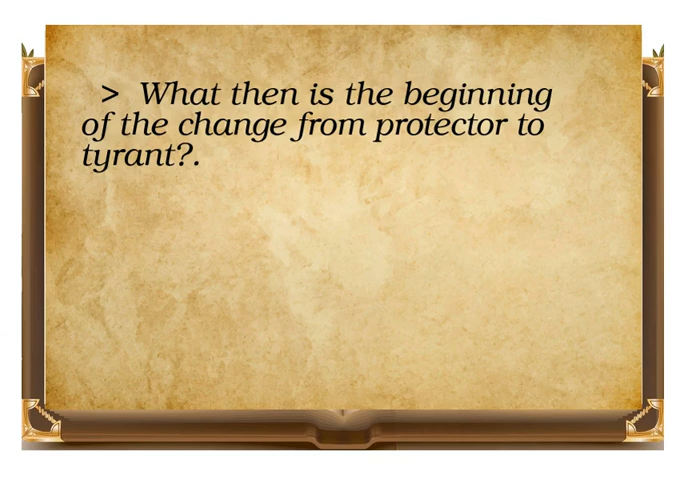 > What then is the beginning
of the change from protector to
tyrant?.